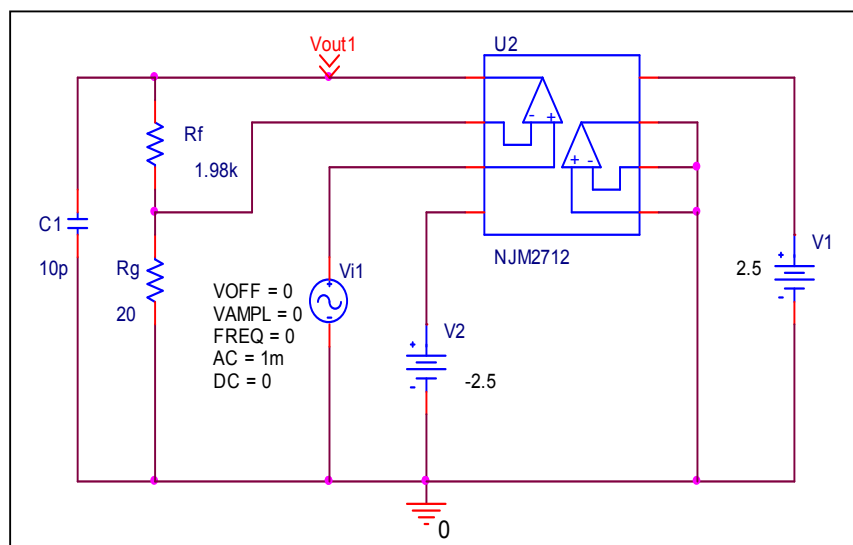 Vout1
U2
- +
+ -
Rf
1.98k
C1
10p
Rg
20
Vi1
VOFF = 0
VAMPL = 0
FREQ = 0
AC = 1m
DC = 0
+
-
NJM2712
V2
+
-
-2.5
V1
2.5
+
-
0